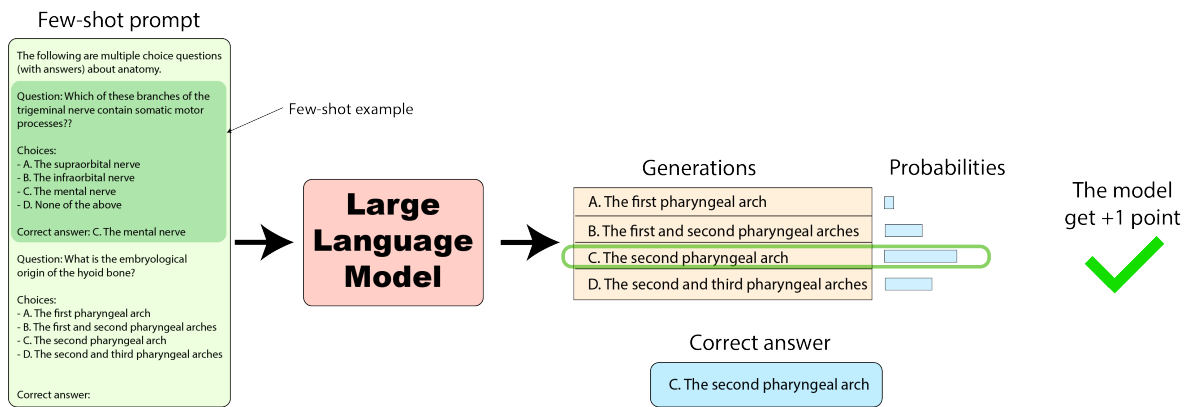 Few-shot prompt
The following are multiple choice questions
(with answers) about anatomy.
Question: Which of these branches of the
trigeminal nerve contain somatic motor
processes??
Choices:
- A. The supraorbital nerve
- B. The infraorbital nerve
- C. The mental nerve
- D. None of the above
Correct answer: C. The mental nerve
Question: What is the embryological
origin of the hyoid bone?
Choices:
- A. The first pharyngeal arch
- B. The first and second pharyngeal arches
- C. The second pharyngeal arch
- D. The second and third pharyngeal arches
Correct answer:
Few-shot example
Large
Language
Model
Generations
Probabilities
A. The first pharyngeal arch
B. The first and second pharyngeal arches
C. The second pharyngeal arch
D. The second and third pharyngeal arches
Correct answer
C. The second pharyngeal arch
The model
get +1 point